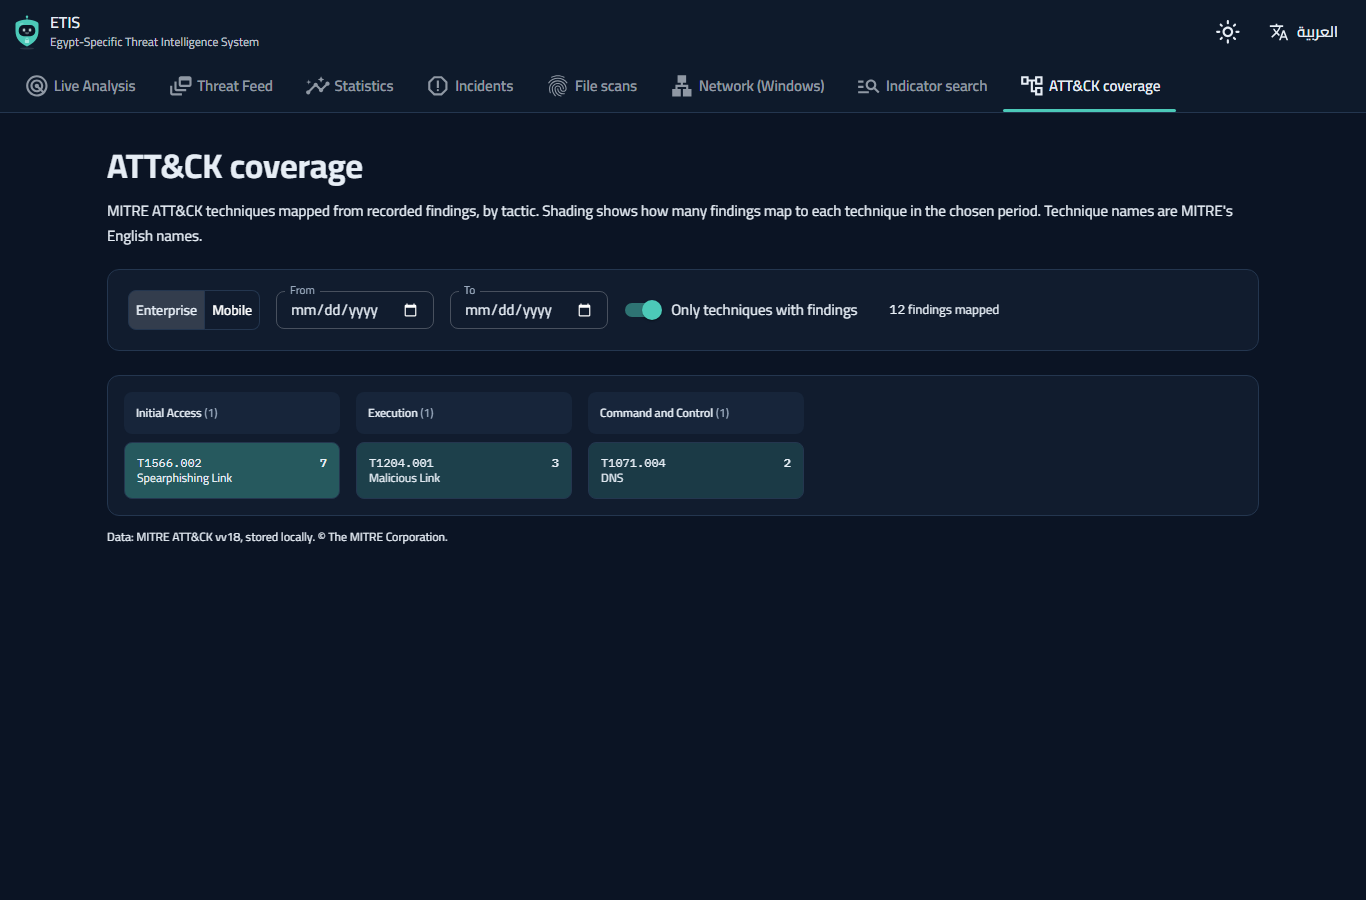 ETIS
Egypt-Specific Threat Intelligence System
العربية
Live Analysis
Threat Feed
Statistics
Incidents
File scans
Network (Windows)
Indicator search
ATT&CK coverage
ATT&CK coverage
MITRE ATT&CK techniques mapped from recorded findings, by tactic. Shading shows how many findings map to each technique in the chosen period. Technique names are MITRE's
English names.
Enterprise
Mobile
From
mm/dd/yyyy
To
mm/dd/yyyy
Only techniques with findings
12 findings mapped
Initial Access (1)
Execution (1)
Command and Control (1)
T1566.002 7
Spearphishing Link
T1204.001 3
Malicious Link
T1071.004 2
DNS
Data: MITRE ATT&CK vv18, stored locally. © The MITRE Corporation.